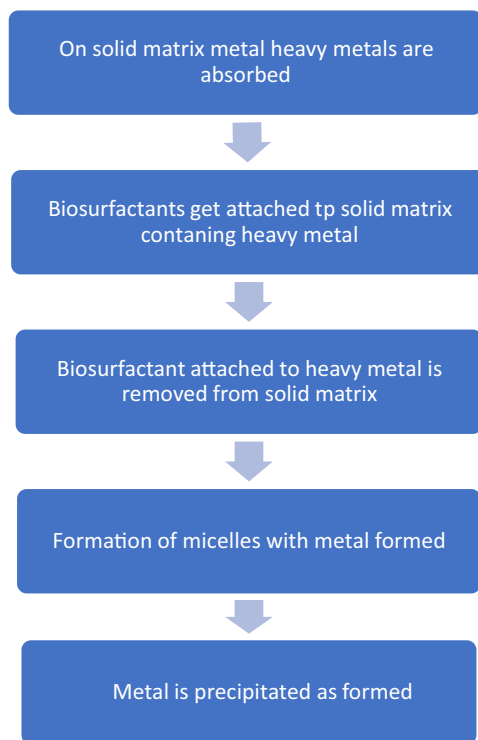 On solid matrix metal heavy metals are
absorbed
Biosurfactants get attached tp solid matrix
contaning heavy metal
Biosurfactant attached to heavy metal is
removed from solid matrix
Formation of micelles with metal formed
Metal is precipitated as formed